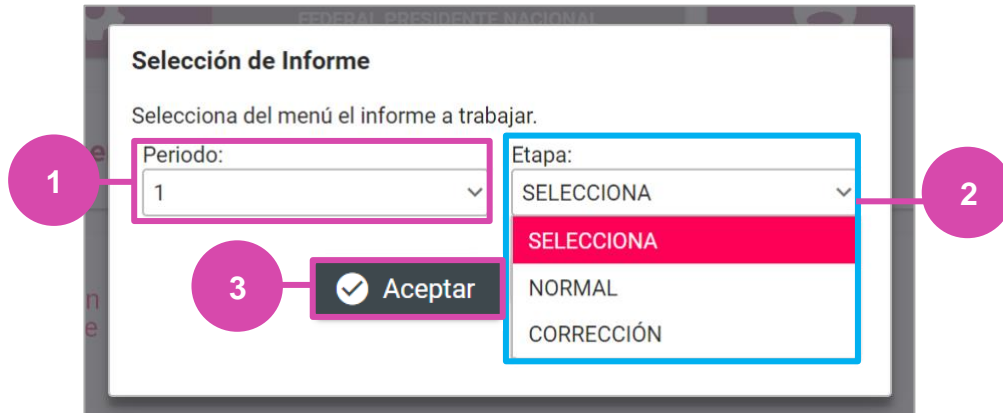 FEDERAL PRESIDENTE NACIONAL
Selección de Informe
Selecciona del menú el informe a trabajar.
Periodo:
1
Etapa:
SELECCIONA
SELECCIONA
NORMAL
CORRECCIÓN
Aceptar
1
2
3